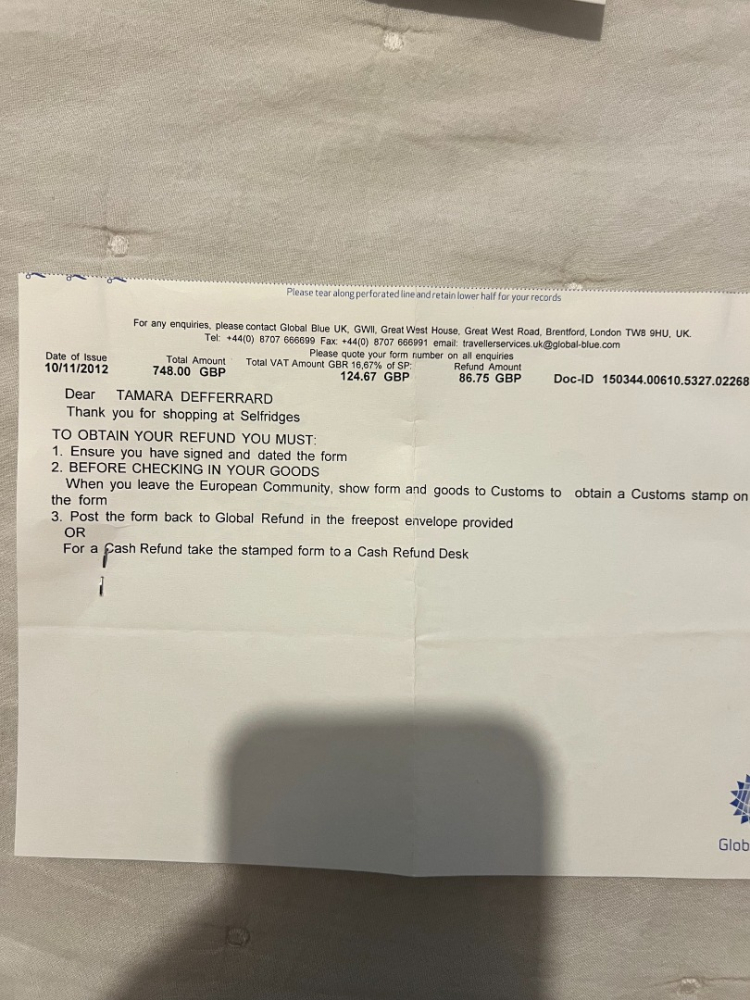 Please tear along perforated line and retain lower half for your records
For any enquiries, please contact Global Blue UK, GWII, Great West House, Great West Road, Brentford, London TW8 9HU, UK.
Tel: +44(0) 8707 666699 Fax: +44(0) 8707 666991 email: travellerservices.uk@global-blue.com
Please quote your form number on all enquiries
Date of Issue Total Amount Total VAT Amount GBR 16,67% of SP: Refund Amount
10/11/2012 748.00 GBP 124.67 GBP 86.75 GBP Doc-ID 150344.00610.5327.02268
Dear TAMARA DEFFERRARD
Thank you for shopping at Selfridges
TO OBTAIN YOUR REFUND YOU MUST:
1. Ensure you have signed and dated the form
2. BEFORE CHECKING IN YOUR GOODS
When you leave the European Community, show form and goods to Customs to obtain a Customs stamp on
the form
3. Post the form back to Global Refund in the freepost envelope provided
OR
For a Cash Refund take the stamped form to a Cash Refund Desk
Glob